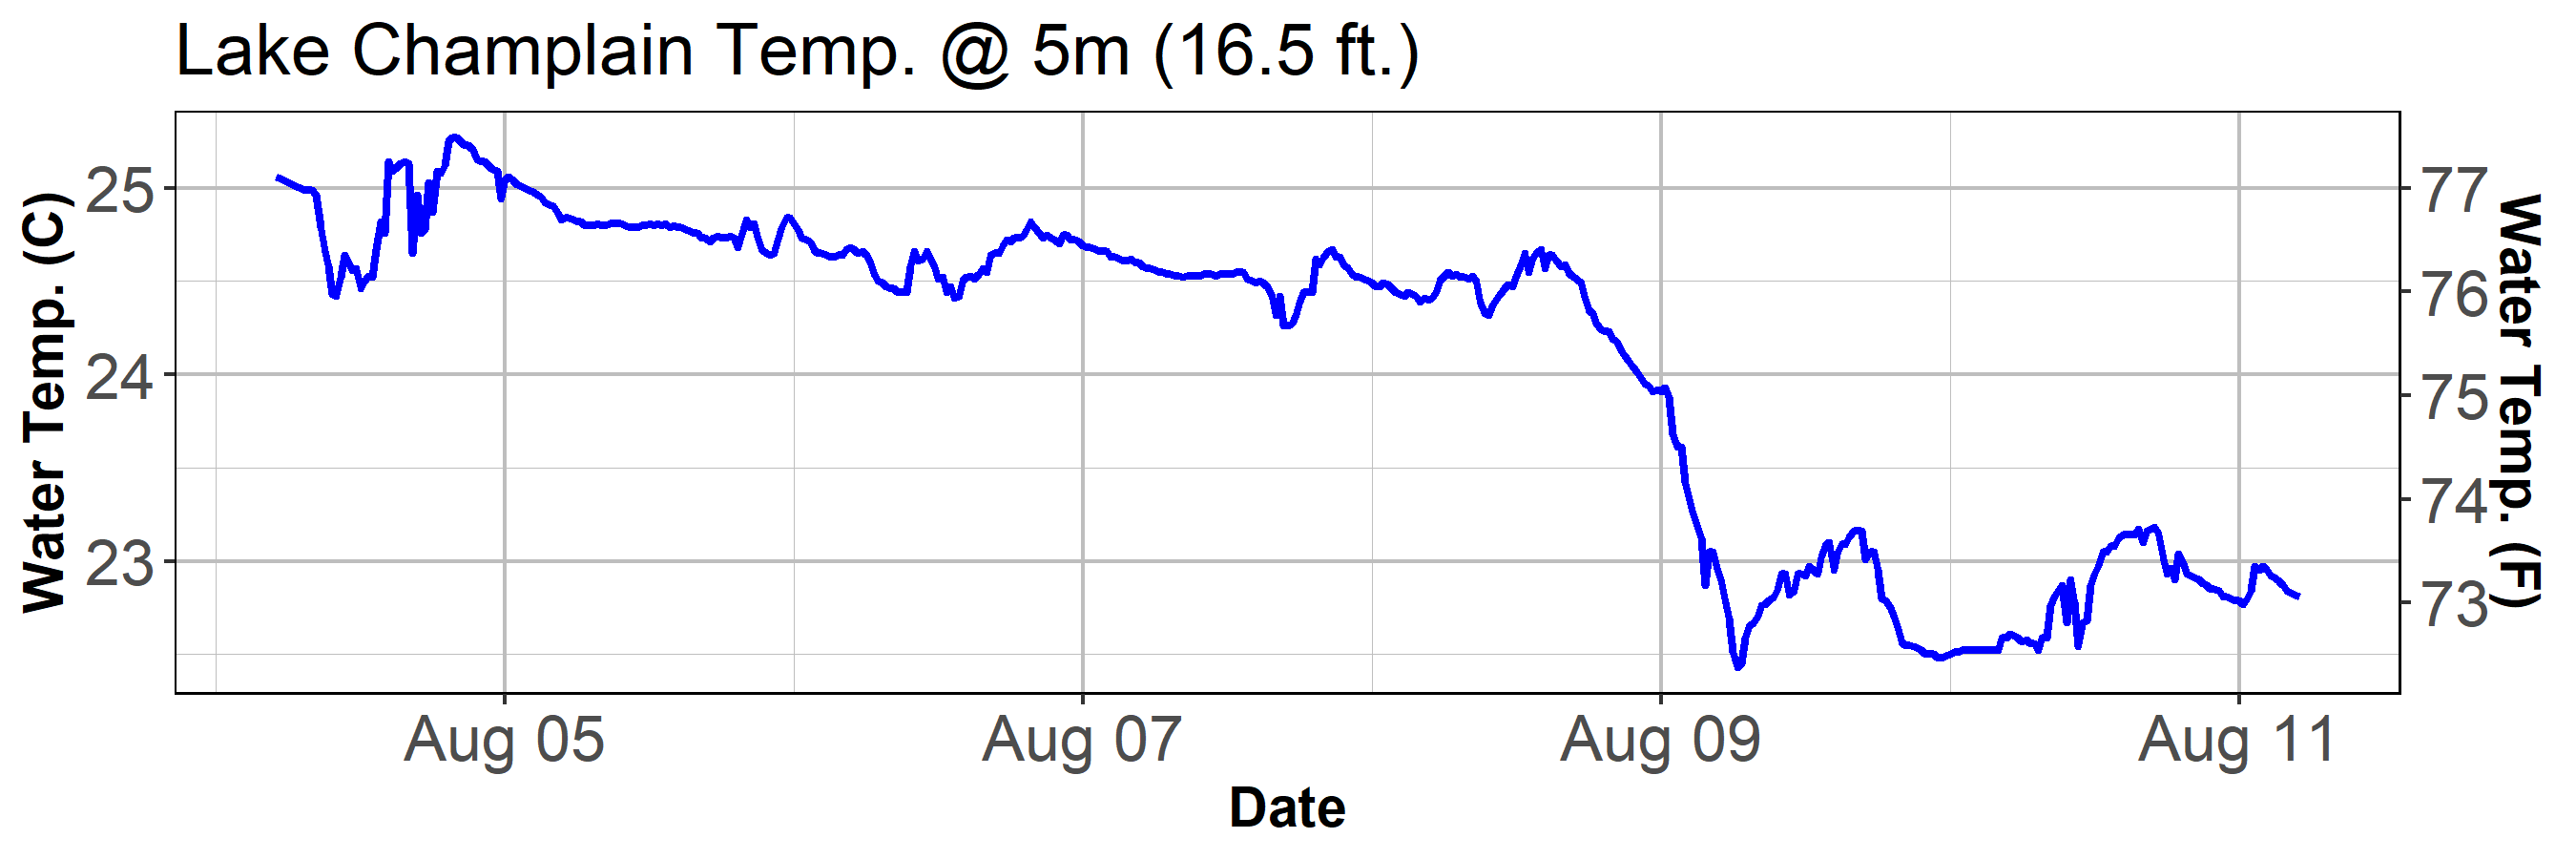 Lake Champlain Temp. @ 5m (16.5 ft.)
Water Temp. (C)
25
24
23
77
76
75
74
73
Water Temp. (F)
Aug 05
Aug 07
Aug 09
Aug 11
Date